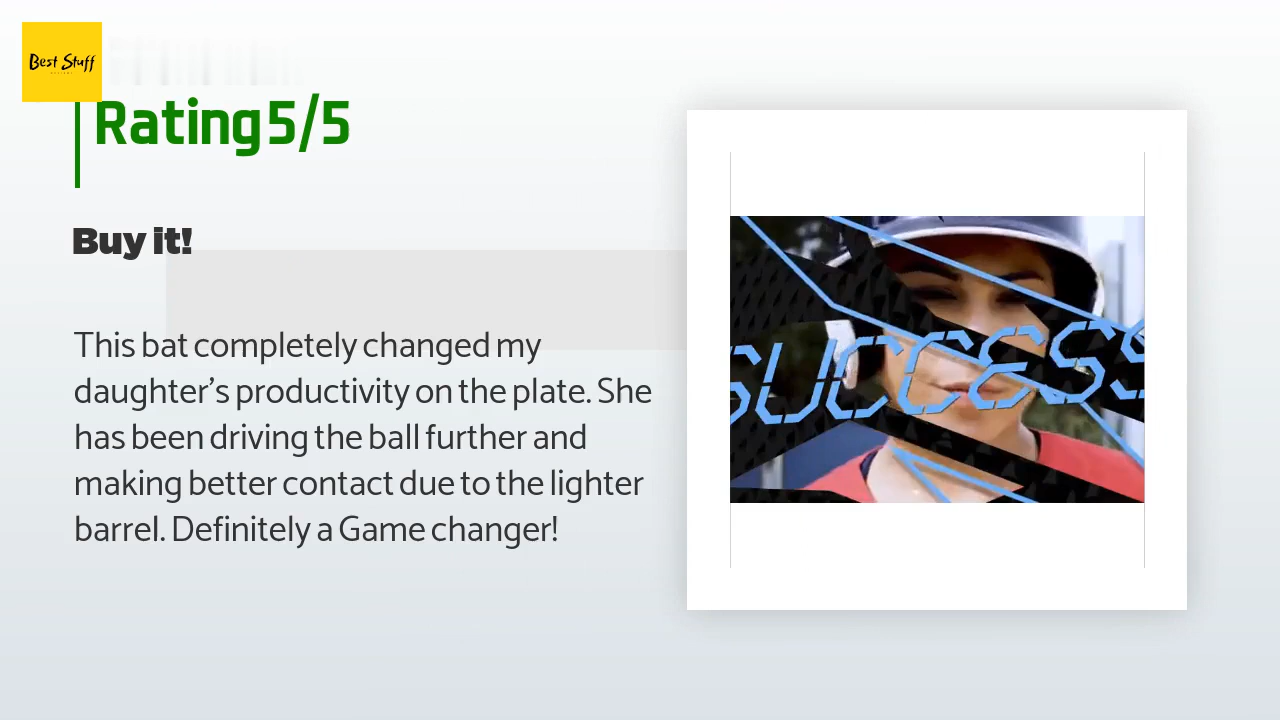 Best Stuff
Rating 5/5
Buy it!
This bat completely changed my
daughter's productivity on the plate. She
has been driving the ball further and
making better contact due to the lighter
barrel. Definitely a Game changer!
SUCCESS